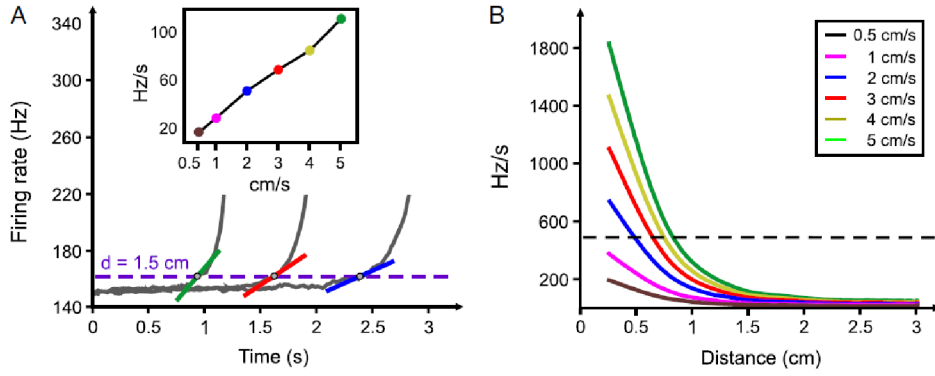 A
Firing rate (Hz)
340
300
260
220
180
140
0
0.5
1
1.5
2
2.5
3
Time (s)
d = 1.5 cm
Hz/s
100
60
20
0.5
1
2
3
4
5
cm/s
B
Hz/s
1800
1400
1000
600
200
0
0.5
1.0
1.5
2.0
2.5
3.0
Distance (cm)
0.5 cm/s
1 cm/s
2 cm/s
3 cm/s
4 cm/s
5 cm/s